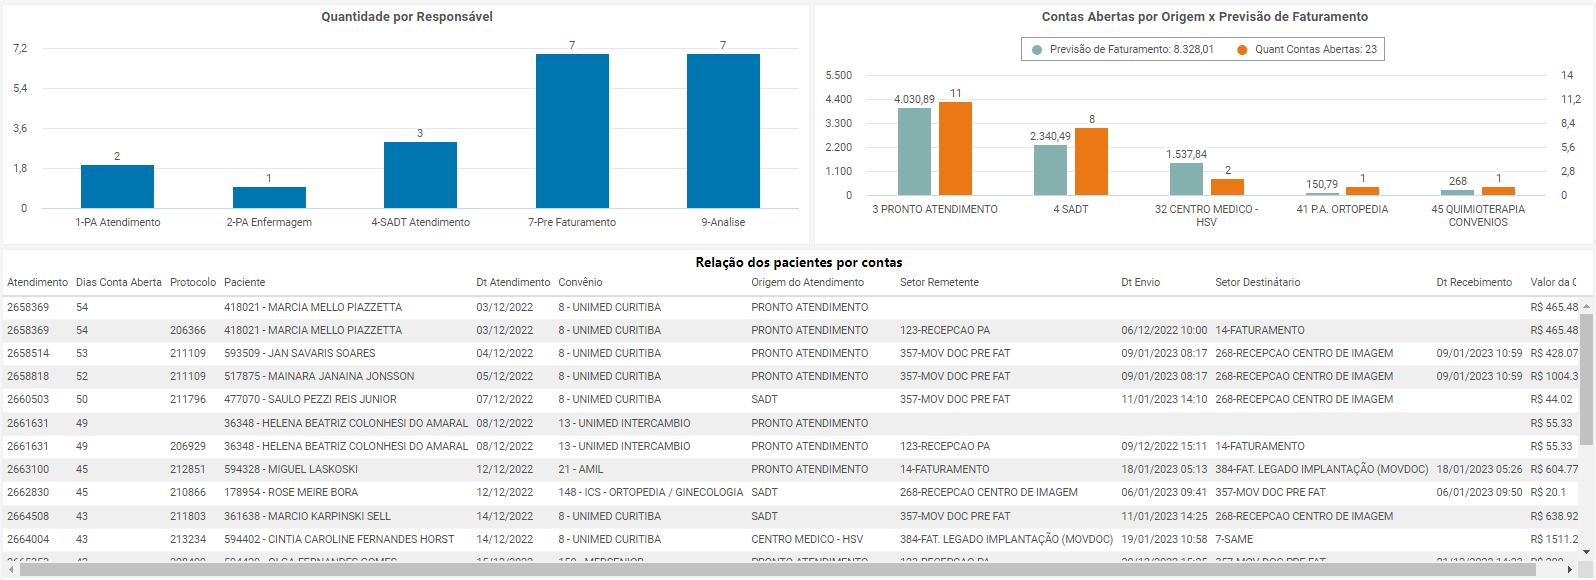 Quantidade por Responsável
7,2
5,4
3,6
1,8
0
2
1
3
7
7
1-PA Atendimento
2-PA Enfermagem
4-SADT Atendimento
7-Pre Faturamento
9-Analise
Contas Abertas por Origem x Previsão de Faturamento
Previsão de Faturamento: 8.328,01 Quant Contas Abertas: 23
5.500
4.400
3.300
2.200
1.100
0
14
11,2
8,4
5,6
2,8
0
4.030,89 11
2.340,49 8
1.537,84 2
150,79 1
268 1
3 PRONTO ATENDIMENTO
4 SADT
32 CENTRO MEDICO -
HSV
41 P.A. ORTOPEDIA
45 QUIMIOTERAPIA
CONVENIOS
Relação dos pacientes por contas
Atendimento Dias Conta Aberta Protocolo Paciente Dt Atendimento Convênio Origem do Atendimento Setor Remetente Dt Envio Setor Destinátario Dt Recebimento Valor da C
2658369 54 418021 - MARCIA MELLO PIAZZETTA 03/12/2022 8 - UNIMED CURITIBA PRONTO ATENDIMENTO R$ 465.48
2658369 54 206366 418021 - MARCIA MELLO PIAZZETTA 03/12/2022 8 - UNIMED CURITIBA PRONTO ATENDIMENTO 123-RECEPCAO PA 06/12/2022 10:00 14-FATURAMENTO R$ 465.48
2658514 53 211109 593509 - JAN SAVARIS SOARES 04/12/2022 8 - UNIMED CURITIBA PRONTO ATENDIMENTO 357-MOV DOC PRE FAT 09/01/2023 08:17 268-RECEPCAO CENTRO DE IMAGEM 09/01/2023 10:59 R$ 428.07
2658818 52 211109 517875 - MAINARA JANAINA JONSSON 05/12/2022 8 - UNIMED CURITIBA PRONTO ATENDIMENTO 357-MOV DOC PRE FAT 09/01/2023 08:17 268-RECEPCAO CENTRO DE IMAGEM 09/01/2023 10:59 R$ 1004.3
2660503 50 211796 477070 - SAULO PEZZI REIS JUNIOR 07/12/2022 8 - UNIMED CURITIBA SADT 357-MOV DOC PRE FAT 11/01/2023 14:10 268-RECEPCAO CENTRO DE IMAGEM R$ 44.02
2661631 49 36348 - HELENA BEATRIZ COLONHESI DO AMARAL 08/12/2022 13 - UNIMED INTERCAMBIO PRONTO ATENDIMENTO R$ 55.33
2661631 49 206929 36348 - HELENA BEATRIZ COLONHESI DO AMARAL 08/12/2022 13 - UNIMED INTERCAMBIO PRONTO ATENDIMENTO 123-RECEPCAO PA 09/12/2022 15:11 14-FATURAMENTO R$ 55.33
2663100 45 212851 594328 - MIGUEL LASKOSKI 12/12/2022 21 - AMIL PRONTO ATENDIMENTO 14-FATURAMENTO 18/01/2023 05:13 384-FAT. LEGADO IMPLANTAÇÃO (MOVDOC) 18/01/2023 05:26 R$ 604.77
2662830 45 210866 178954 - ROSE MEIRE BORA 12/12/2022 148 - ICS - ORTOPEDIA / GINECOLOGIA SADT 268-RECEPCAO CENTRO DE IMAGEM 06/01/2023 09:41 357-MOV DOC PRE FAT 06/01/2023 09:50 R$ 20.1
2664508 43 211803 361638 - MARCIO KARPINSKI SELL 14/12/2022 8 - UNIMED CURITIBA SADT 357-MOV DOC PRE FAT 11/01/2023 14:25 268-RECEPCAO CENTRO DE IMAGEM R$ 638.92
2664004 43 213234 594402 - CINTIA CAROLINE FERNANDES HORST 14/12/2022 8 - UNIMED CURITIBA CENTRO MEDICO - HSV 384-FAT. LEGADO IMPLANTAÇÃO (MOVDOC) 19/01/2023 10:58 7-SAME R$ 1511.2